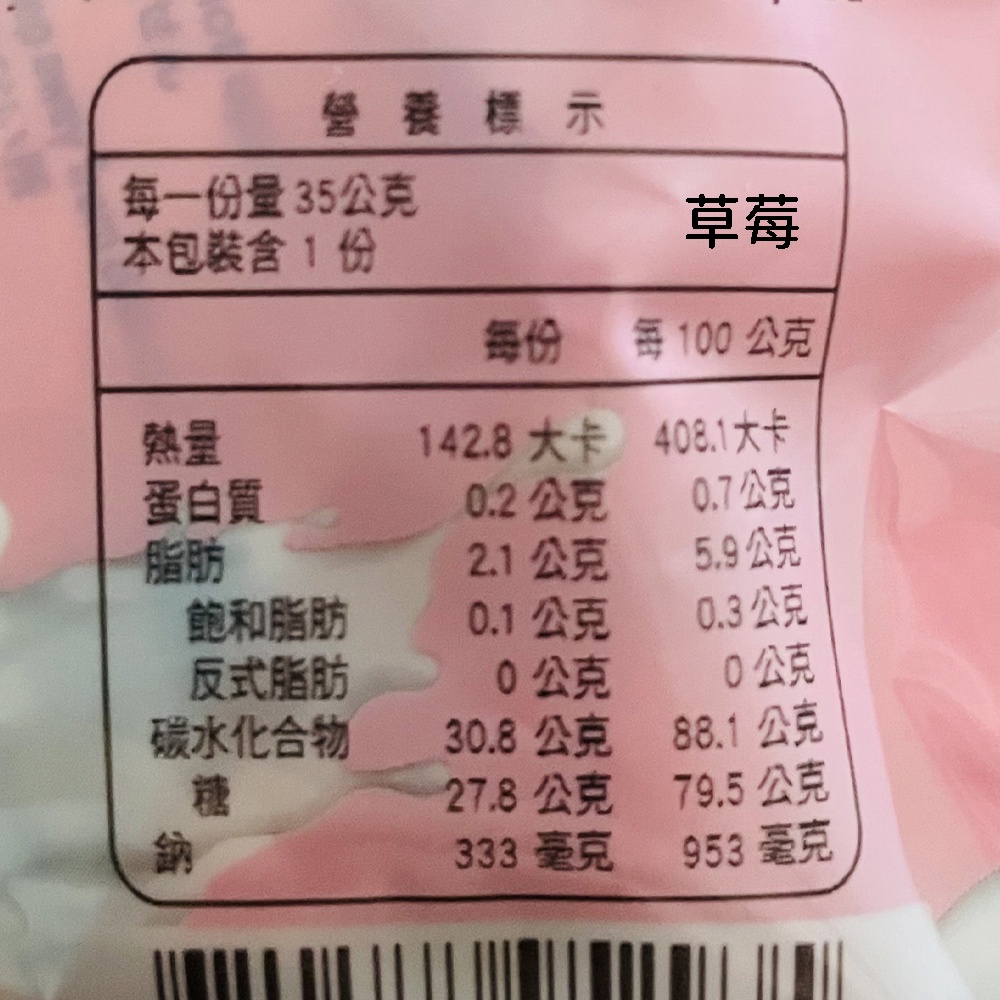 營養標示
每一份量 35公克
本包裝含 1 份
草莓
每份 每 100 公克
熱量 142.8 大卡 408.1大卡
蛋白質 0.2 公克 0.7公克
脂肪 2.1 公克 5.9公克
飽和脂肪 0.1 公克 0.3公克
反式脂肪 0 公克 0 公克
碳水化合物 30.8 公克 88.1 公克
糖 27.8 公克 79.5 公克
鈉 333 毫克 953 毫克